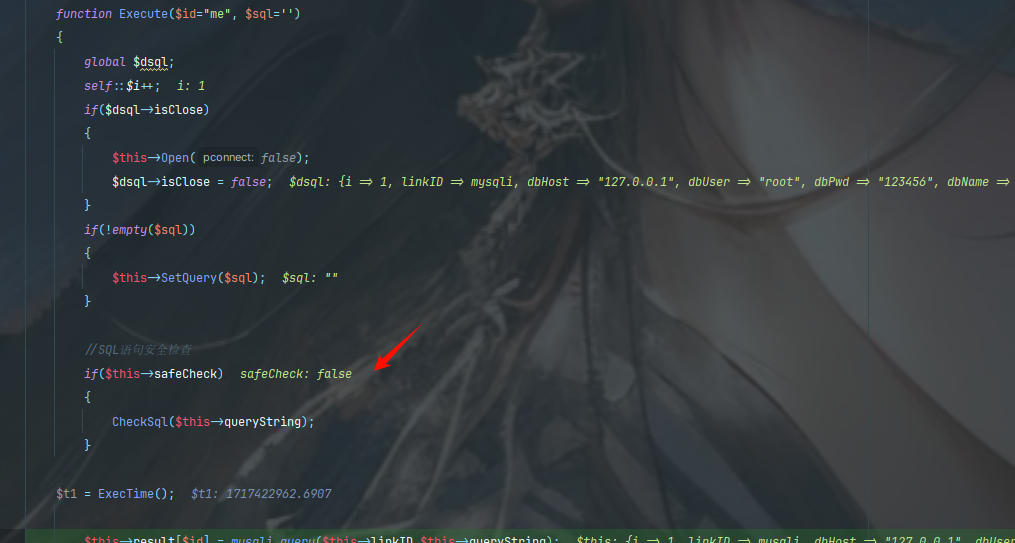 function Execute($id="me", $sql='')
{
global $dsql;
self::$i++; i: 1
if($dsql->isClose)
{
$this->Open( pconnect: false);
$dsql->isClose = false; $dsql: {i => 1, linkID => mysqli, dbHost => "127.0.0.1", dbUser => "root", dbPwd => "123456", dbName =>
}
if(!empty($sql))
{
$this->SetQuery($sql); $sql: ""
}
//SQL语句安全检查
if($this->safeCheck) safeCheck: false
{
CheckSql($this->queryString);
}
$t1 = ExecTime(); $t1: 1717422962.6907
$this->result[$id] = mysqli_query($this->linkID,$this->queryString); $this: {i => 1, linkID => mysqli, dbHost => "127.0.0.1", dbUser